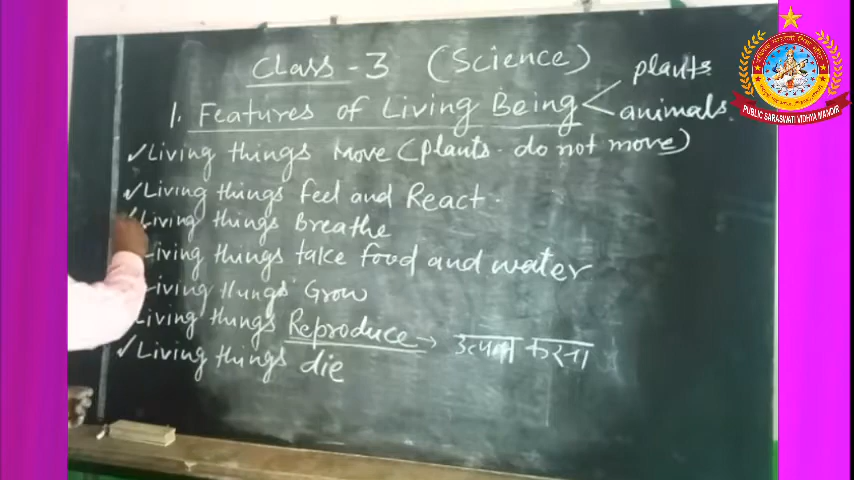 Class - 3 (Science)
1. Features of Living Being < plants
animals.
✓Living things Move (plants - do not move)
✓Living things feel and React.
✓Living things Breathe
Living things take food and water
Living things Grow
Living things Reproduce → उत्पन्न करना
✓Living things die
PUBLIC SARASWATI VIDHYA MANDIR